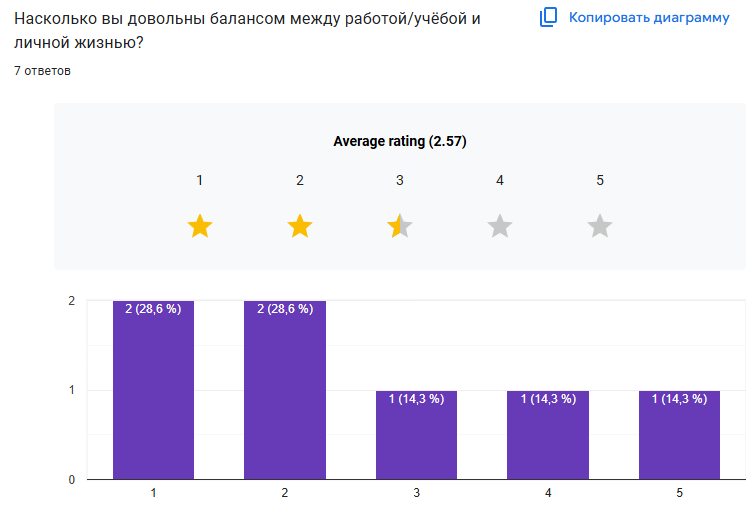 Насколько вы довольны балансом между работой/учёбой и
личной жизнью?
Копировать диаграмму
7 ответов
Average rating (2.57)
1 2 3 4 5
2
2 (28,6 %) 2 (28,6 %)
1
1 (14,3 %) 1 (14,3 %) 1 (14,3 %)
0
1 2 3 4 5